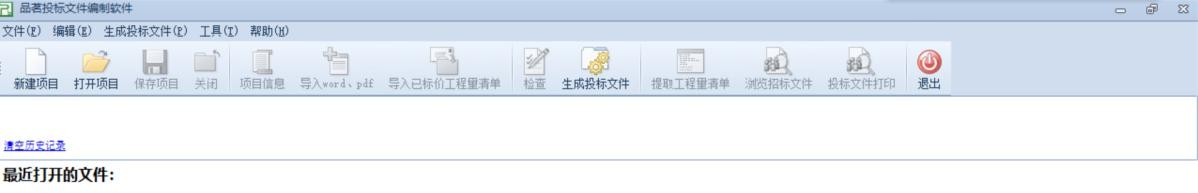 品茗投标文件编制软件
文件(F) 编辑(E) 生成投标文件(P) 工具(T) 帮助(H)
新建项目 打开项目 保存项目 关闭 项目信息 导入word、pdf 导入已标价工程量清单 检查 生成投标文件 提取工程量清单 浏览招标文件 投标文件打印 退出
清空历史记录
最近打开的文件：